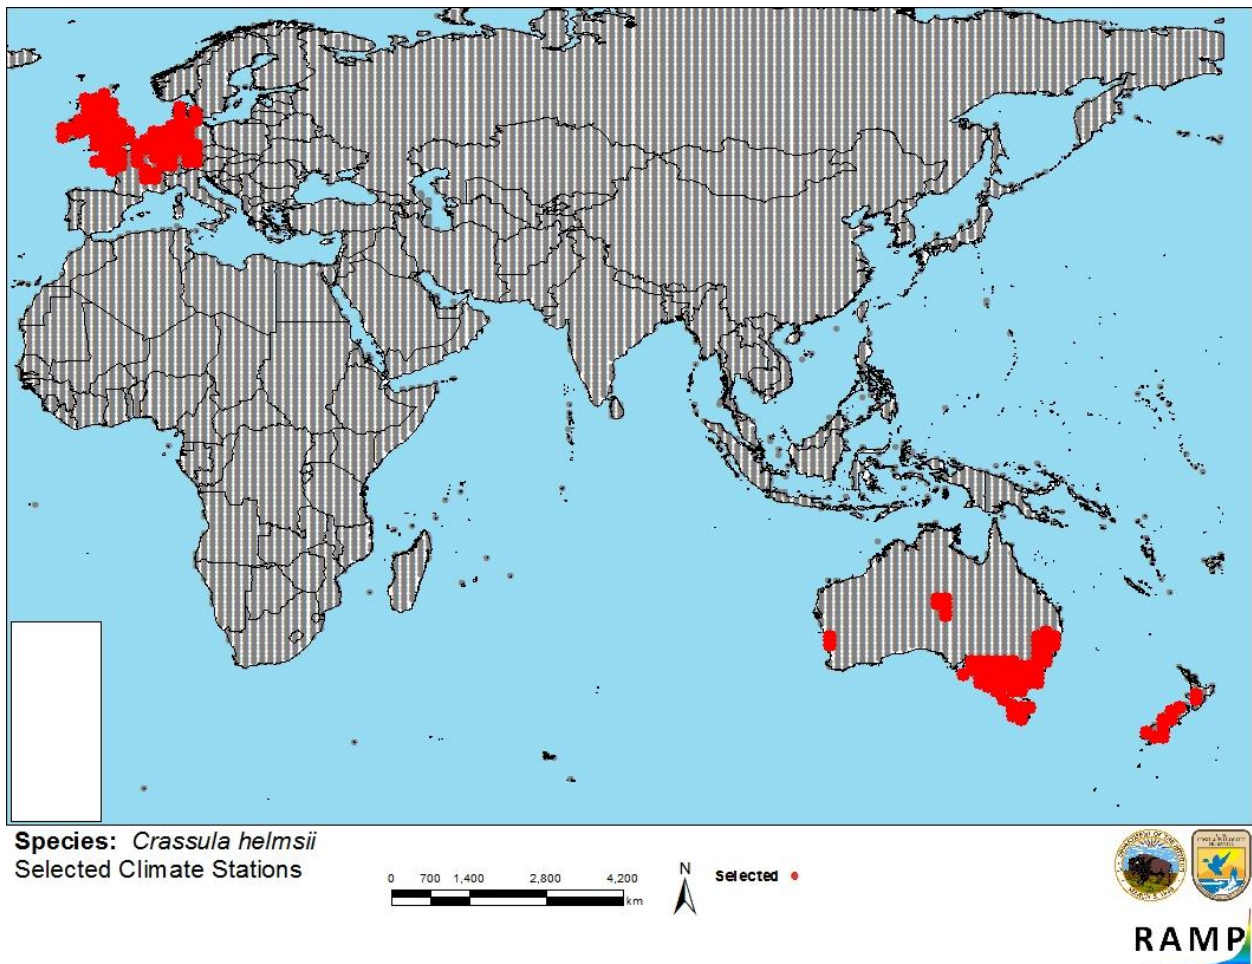 Species: Crassula helmsii
Selected Climate Stations
0 700 1,400 2,800 4,200
km
N
Selected
RAMP